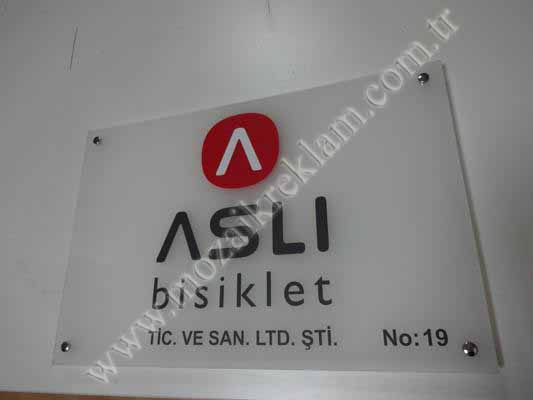 ASLI
bisiklet
TİC. VE SAN. LTD. ŞTİ. No:19
www.mozaikreklam.com.tr